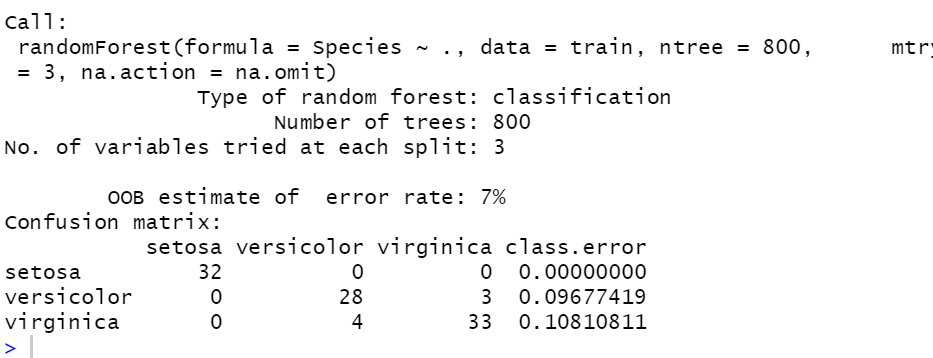 Call:
 randomForest(formula = Species ~ ., data = train, ntree = 800,      mtry
 = 3, na.action = na.omit)
               Type of random forest: classification
                     Number of trees: 800
No. of variables tried at each split: 3
        OOB estimate of  error rate: 7%
Confusion matrix:
           setosa versicolor virginica class.error
setosa         32          0         0  0.00000000
versicolor      0         28         3  0.09677419
virginica       0          4        33  0.10810811
>